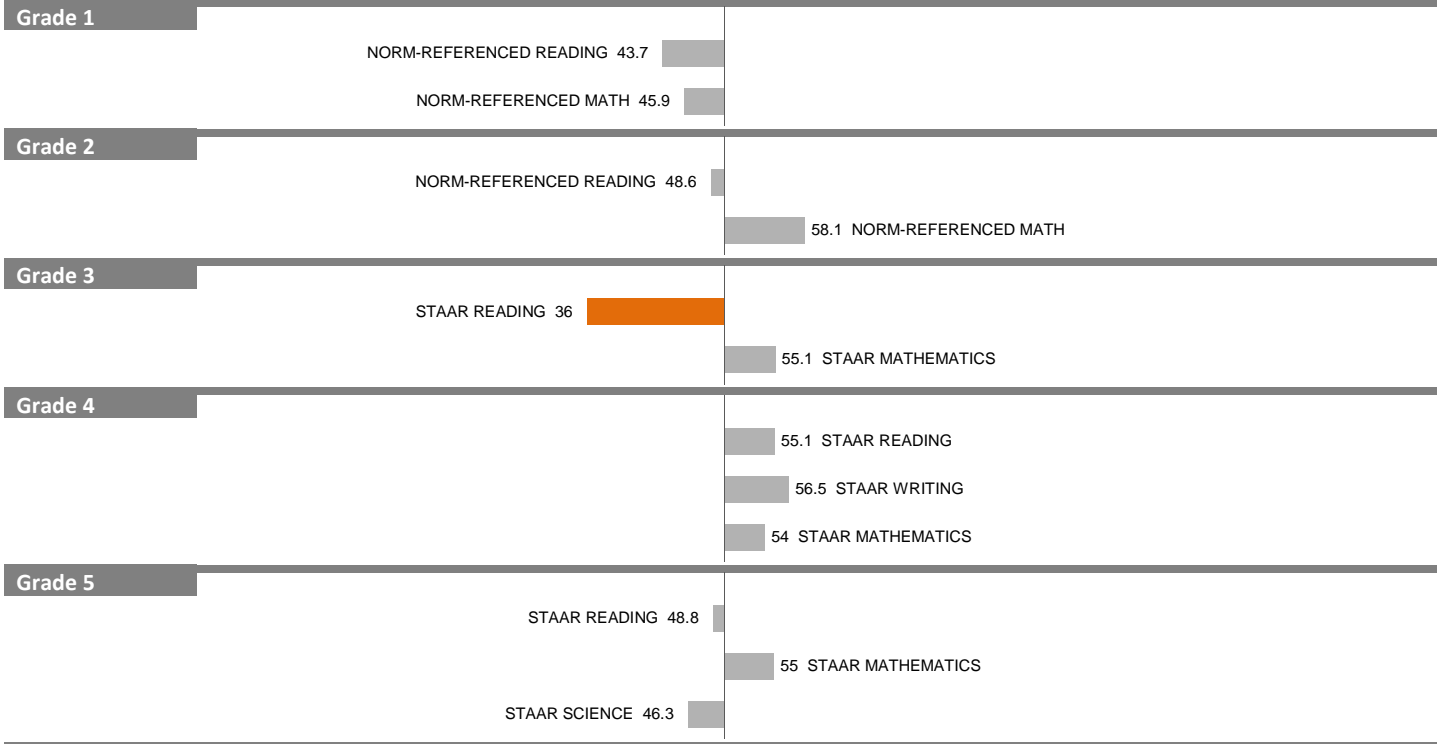 Grade 1
NORM-REFERENCED READING 43.7
NORM-REFERENCED MATH 45.9
Grade 2
NORM-REFERENCED READING 48.6
58.1 NORM-REFERENCED MATH
Grade 3
STAAR READING 36
55.1 STAAR MATHEMATICS
Grade 4
55.1 STAAR READING
56.5 STAAR WRITING
54 STAAR MATHEMATICS
Grade 5
STAAR READING 48.8
55 STAAR MATHEMATICS
STAAR SCIENCE 46.3